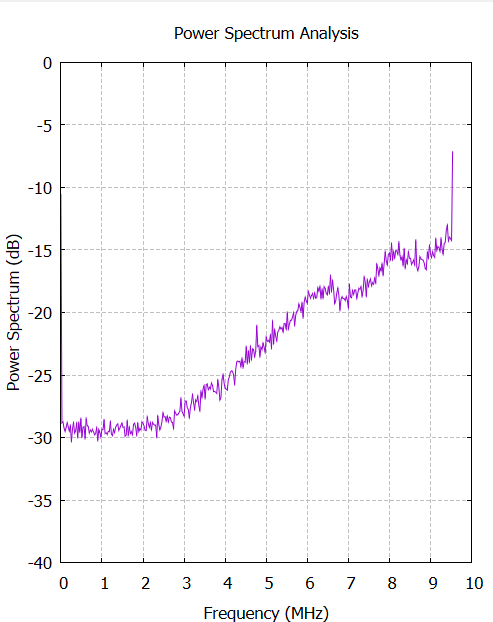 Power Spectrum Analysis
0
-5
-10
-15
-20
-25
-30
-35
-40
Power Spectrum (dB)
0 1 2 3 4 5 6 7 8 9 10
Frequency (MHz)